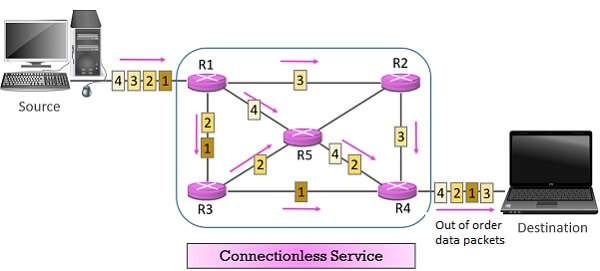 R1
R2
3
4 3 2 1
Source
2
4
1
3
R5
4
2
2
R3
1
R4
4 2 1 3
Out of order
data packets
Destination
Connectionless Service